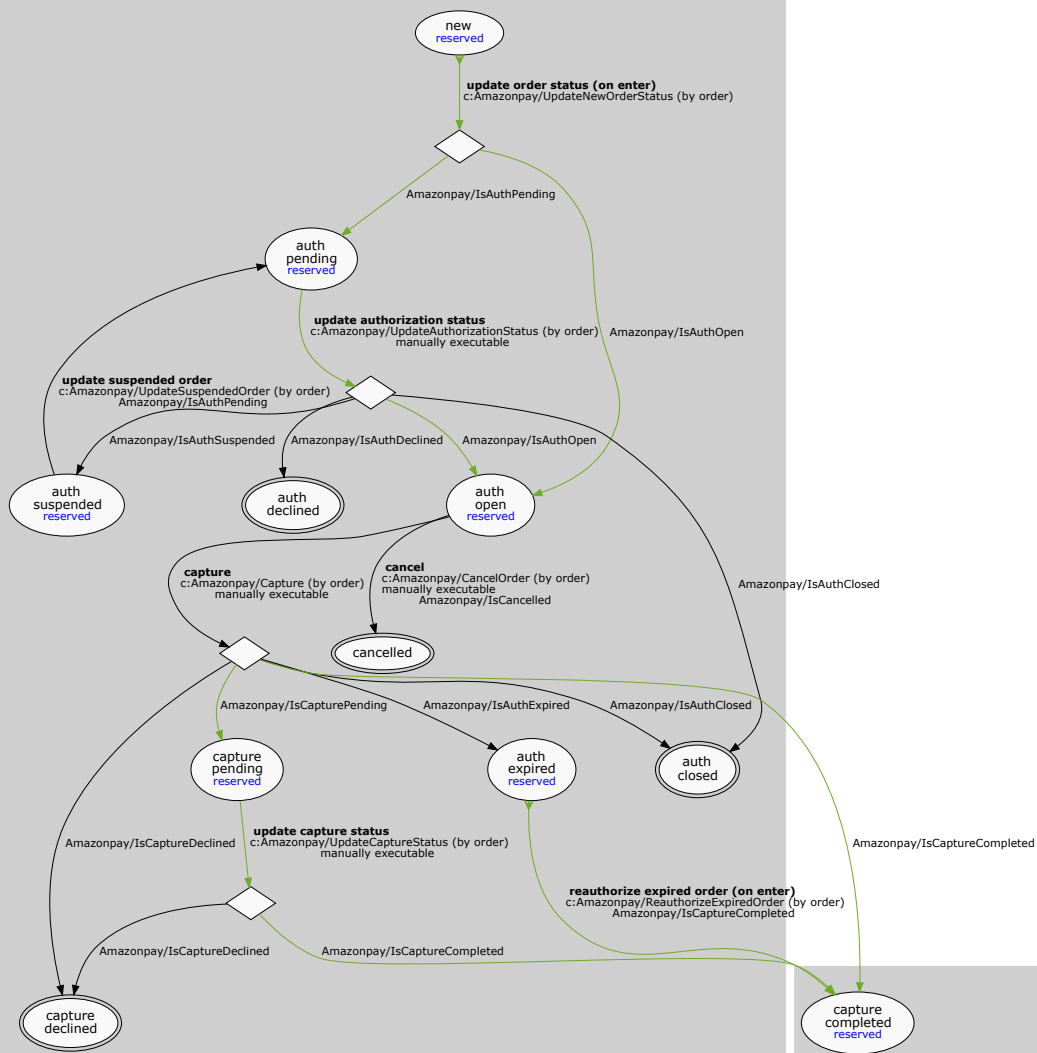 new
reserved
update order status (on enter)
c:Amazonpay/UpdateNewOrderStatus (by order)
Amazonpay/IsAuthPending
auth
pending
reserved
update authorization status
c:Amazonpay/UpdateAuthorizationStatus (by order)
manually executable
Amazonpay/IsAuthOpen
update suspended order
c:Amazonpay/UpdateSuspendedOrder (by order)
Amazonpay/IsAuthPending
Amazonpay/IsAuthSuspended
Amazonpay/IsAuthDeclined
Amazonpay/IsAuthOpen
auth
suspended
reserved
auth
declined
auth
open
reserved
capture
c:Amazonpay/Capture (by order)
manually executable
cancel
c:Amazonpay/CancelOrder (by order)
manually executable
Amazonpay/IsCancelled
Amazonpay/IsAuthClosed
cancelled
Amazonpay/IsCapturePending
Amazonpay/IsAuthExpired
Amazonpay/IsAuthClosed
capture
pending
reserved
auth
expired
reserved
auth
closed
Amazonpay/IsCaptureDeclined
update capture status
c:Amazonpay/UpdateCaptureStatus (by order)
manually executable
Amazonpay/IsCaptureCompleted
reauthorize expired order (on enter)
c:Amazonpay/ReauthorizeExpiredOrder (by order)
Amazonpay/IsCaptureCompleted
Amazonpay/IsCaptureDeclined
Amazonpay/IsCaptureCompleted
capture
declined
capture
completed
reserved